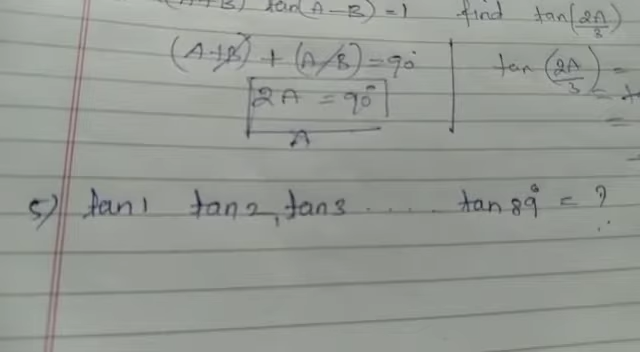 tan(A-B)=1 find tan(2A/3)
(A+B) + (A/B) = 90° tan(2A/3) =
2A = 90°
A
5) tan1 tan2, tan3 ..... tan89° = ?